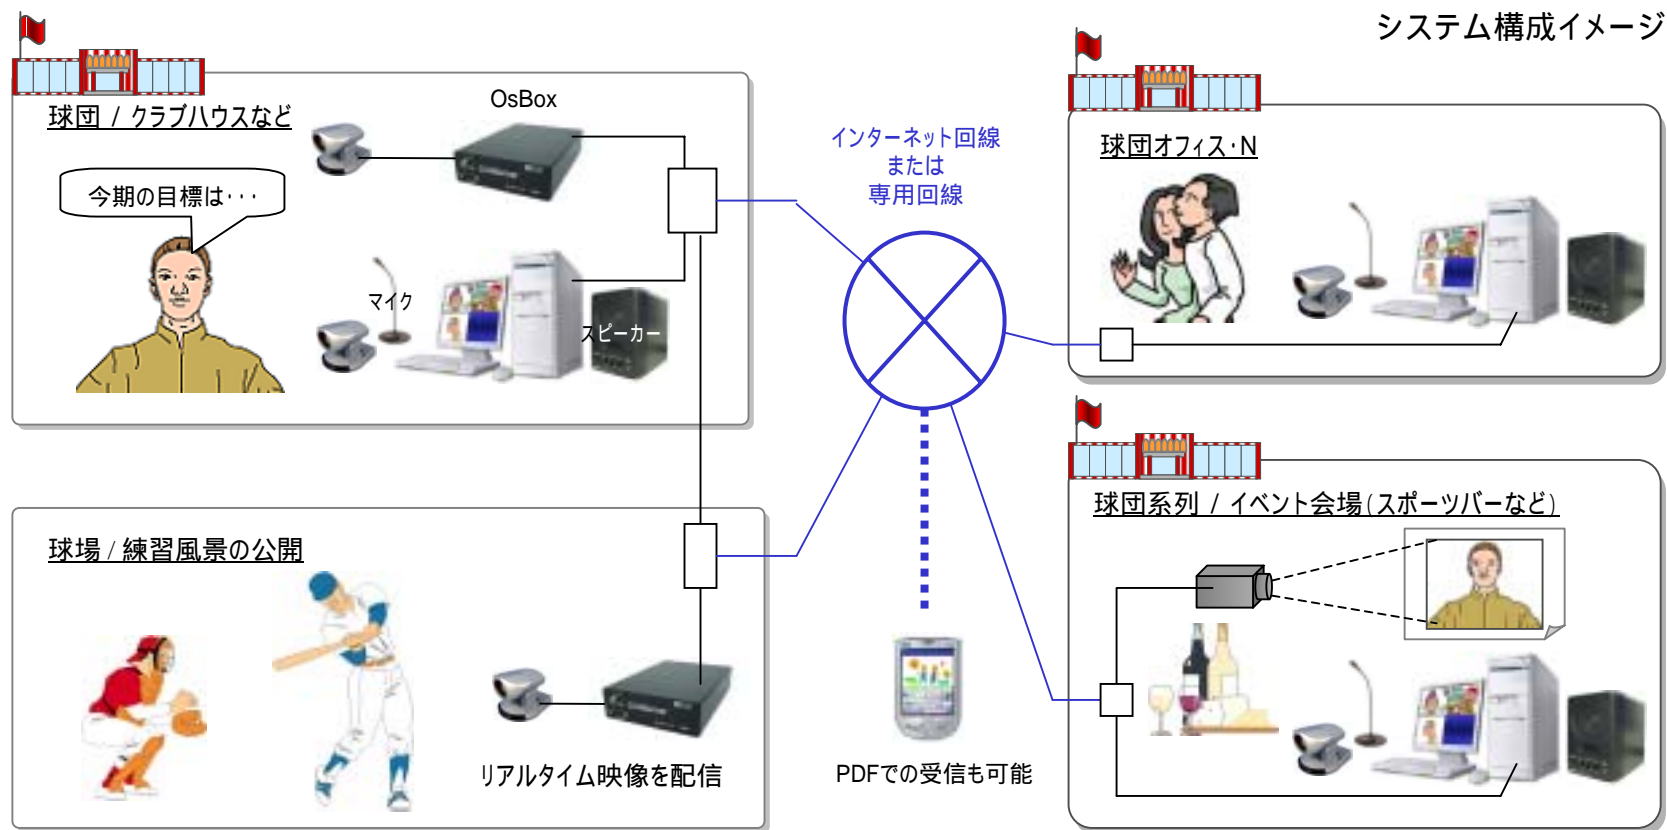 システム構成イメージ
球団 / クラブハウスなど
OsBox
今期の目標は・・・
マイク
スピーカー
インターネット回線
または
専用回線
球団オフィス・N
球場 / 練習風景の公開
リアルタイム映像を配信
PDFでの受信も可能
球団系列 / イベント会場(スポーツバーなど)